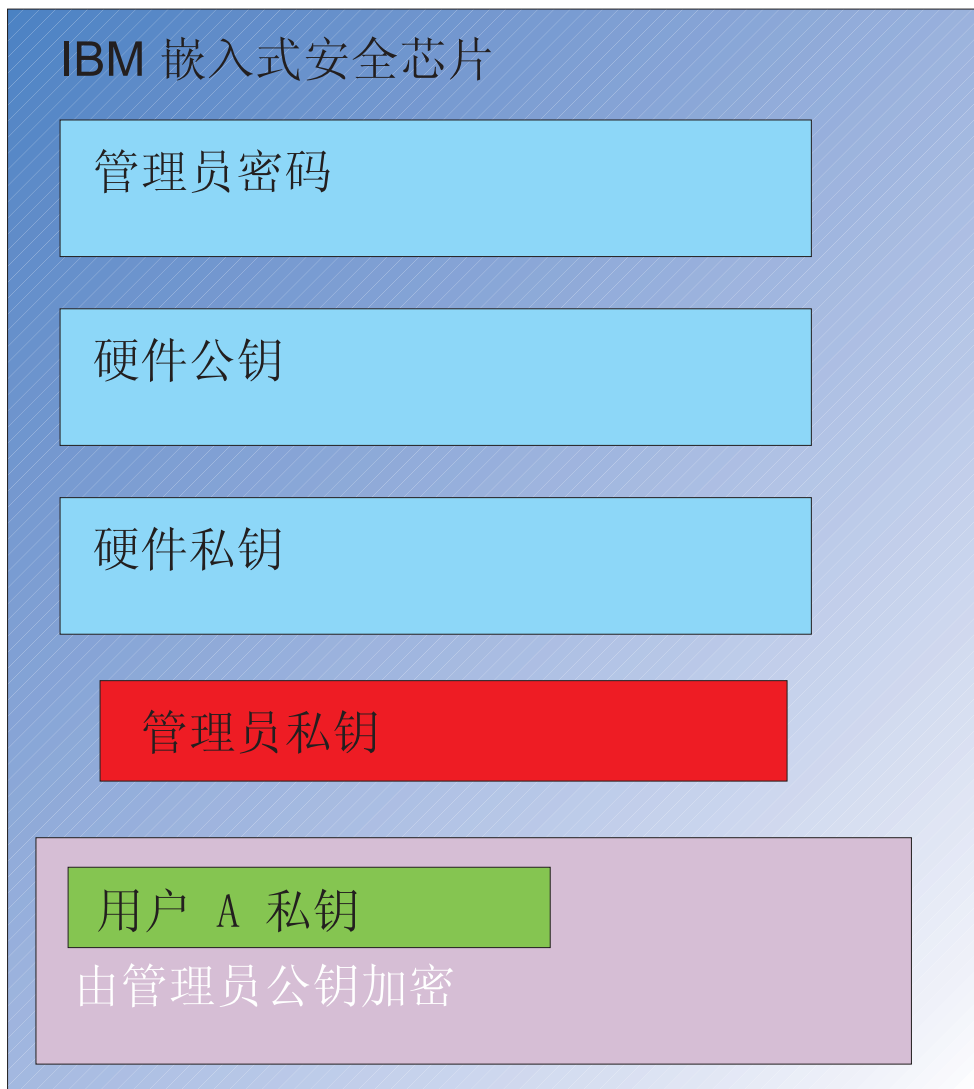 IBM 嵌入式安全芯片
管理员密码
硬件公钥
硬件私钥
管理员私钥
用户 A 私钥
由管理员公钥加密